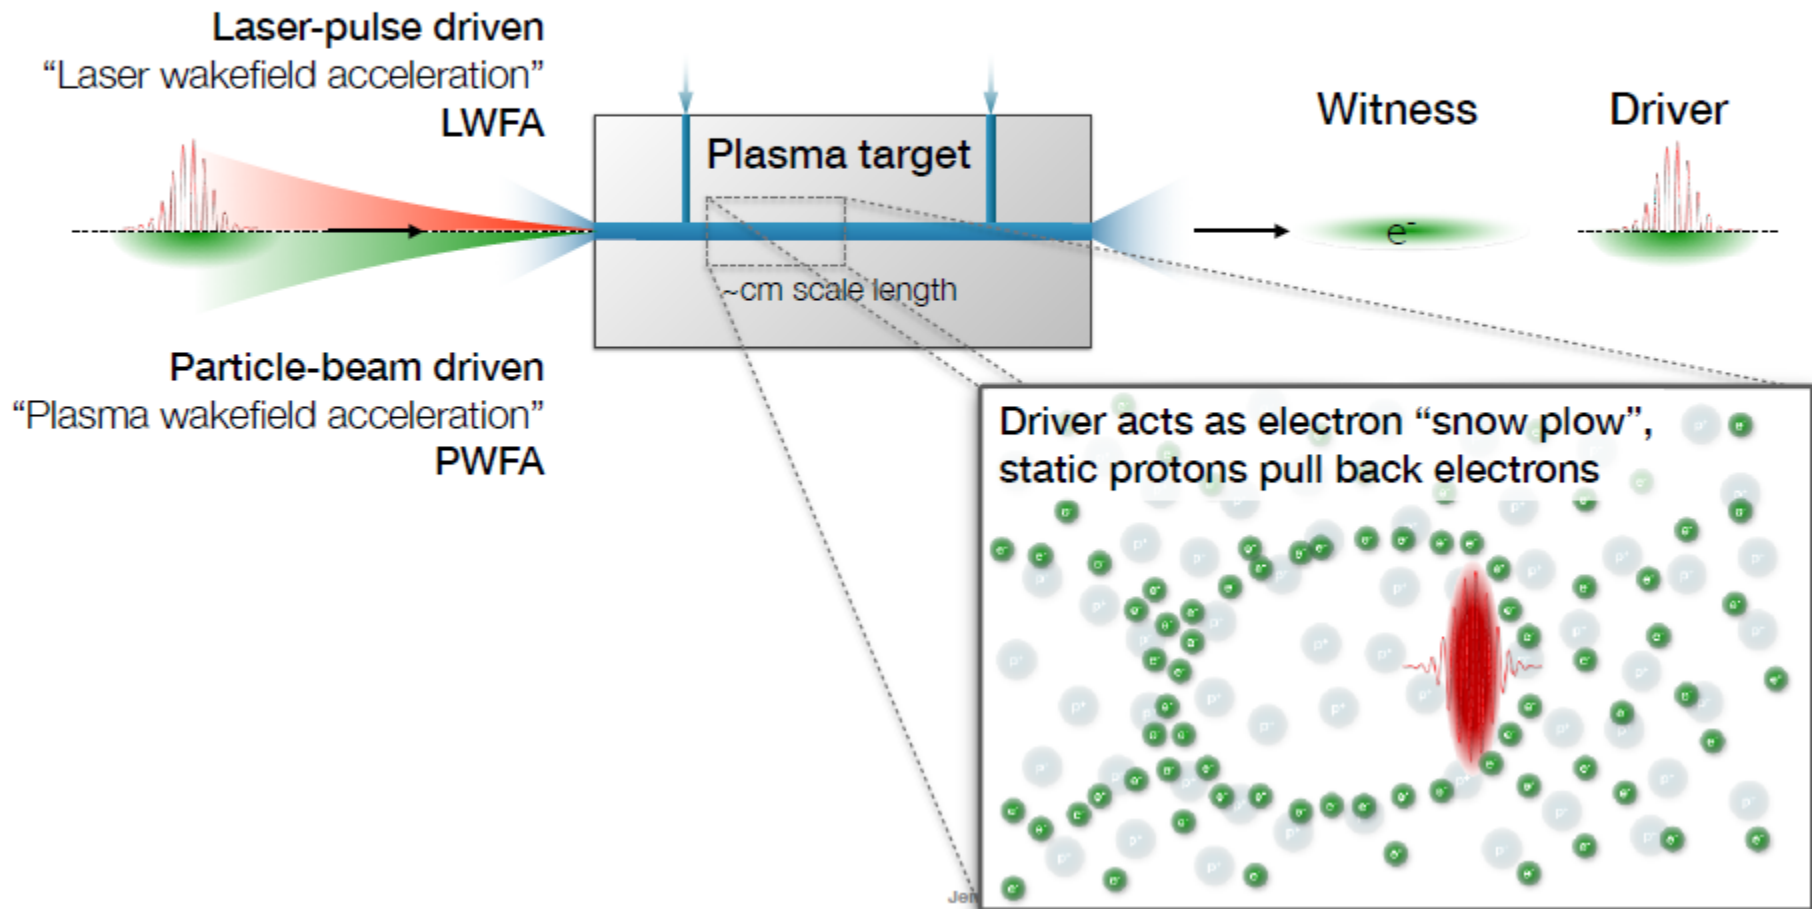 Laser-pulse driven
“Laser wakefield acceleration”
LWFA
Plasma target
~cm scale length
Witness
Driver
e-
Particle-beam driven
“Plasma wakefield acceleration”
PWFA
Driver acts as electron “snow plow”,
static protons pull back electrons